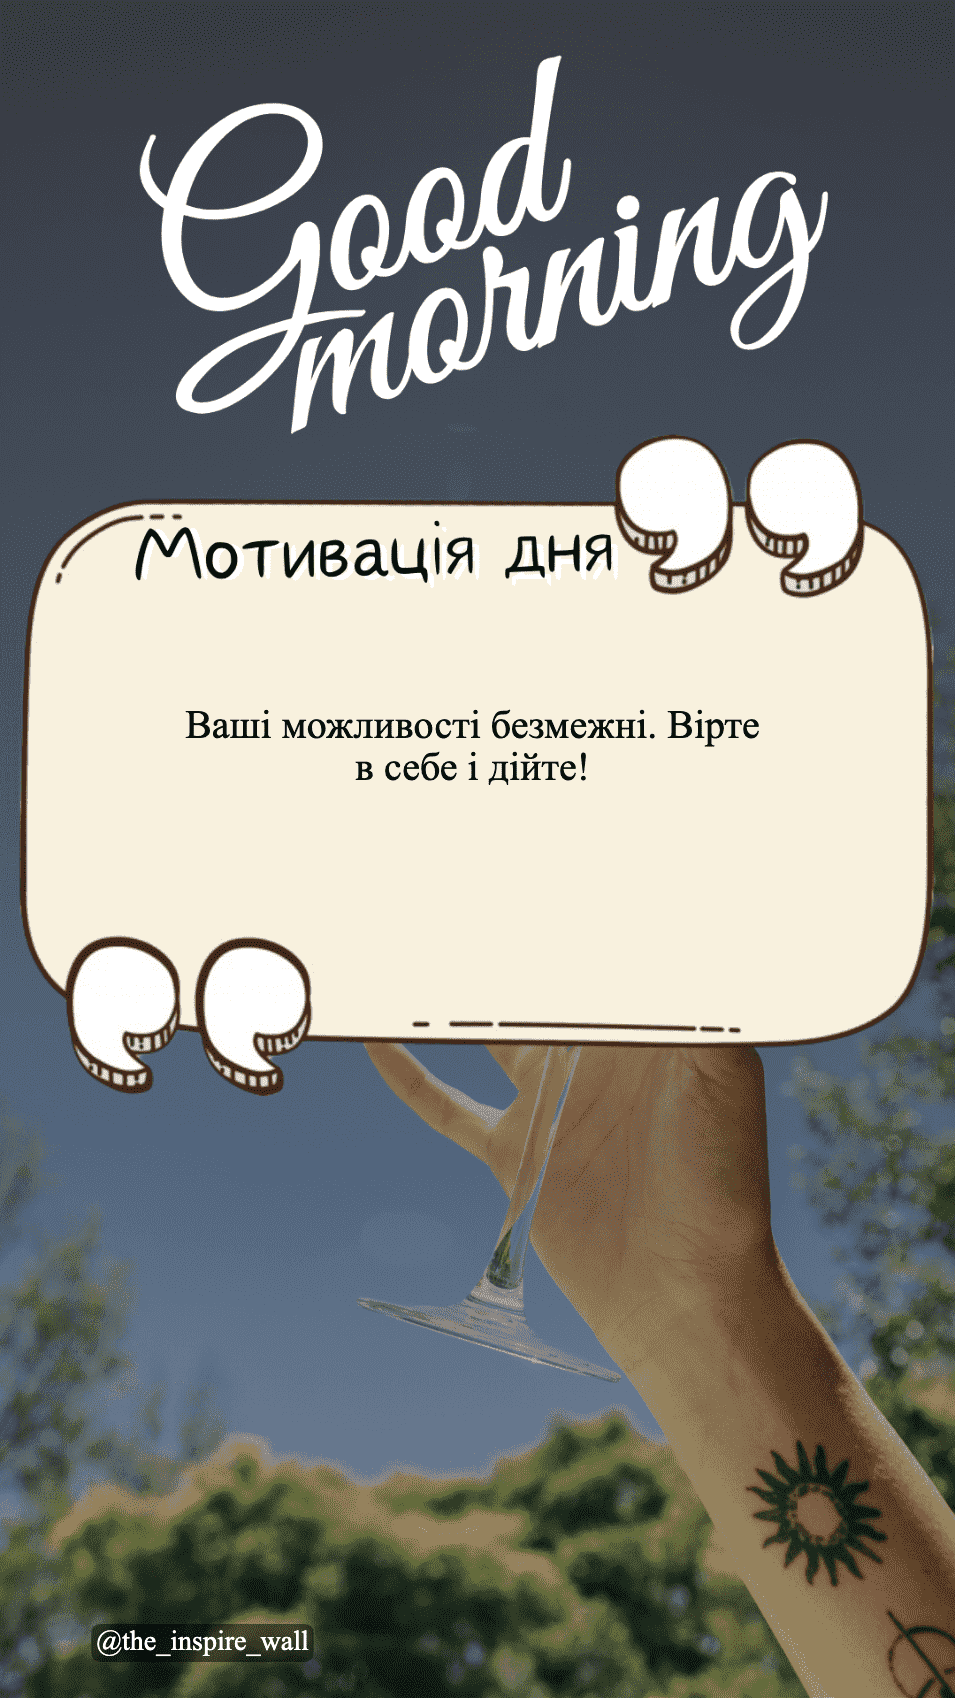 Good
morning
Мотивація дня
Ваші можливості безмежні. Вірте
в себе і дійте!
@the_inspire_wall